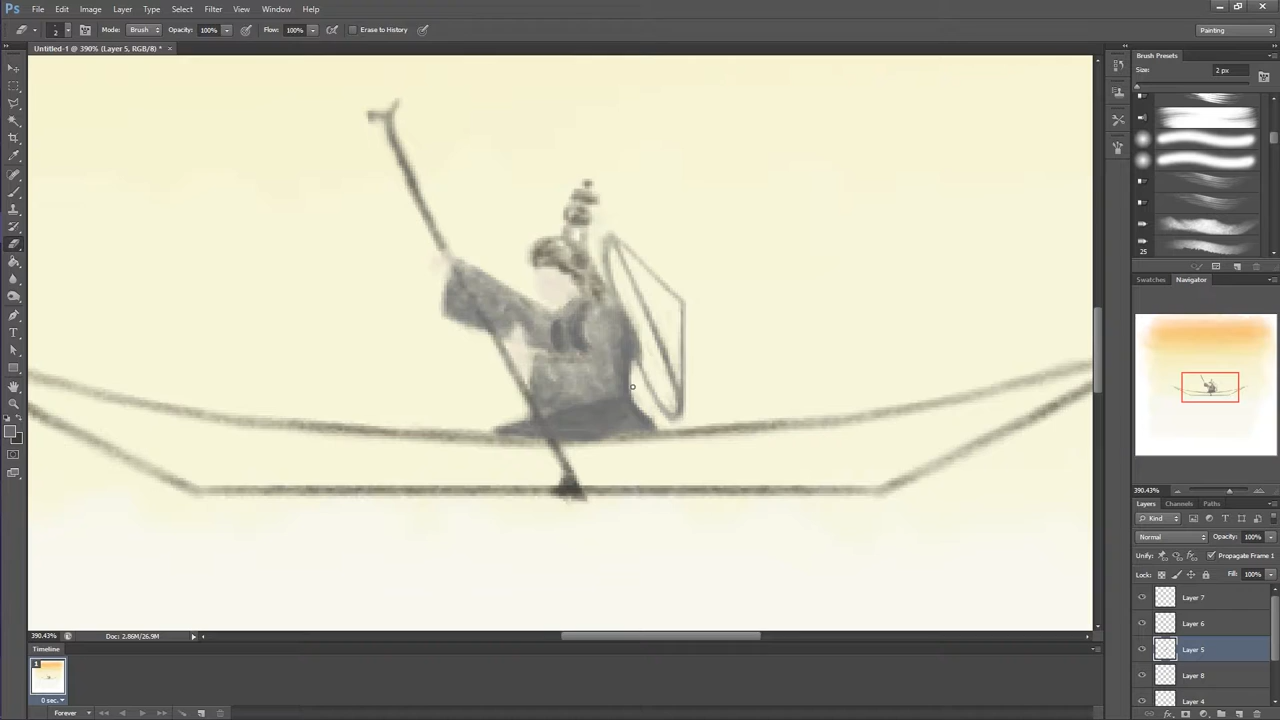 Ps File Edit Image Layer Type Select Filter View Window Help
2 Mode: Brush Opacity: 100% Flow: 100% Erase to History Painting
Untitled-1 @ 390% (Layer 5, RGB/8) * ×
Brush Presets
Size: 2 px
25
Swatches Navigator
390.43%
Layers Channels Paths
Kind
Normal Opacity: 100%
Unify: Propagate Frame 1
Lock: Fill: 100%
Layer 7
Layer 6
Layer 5
Layer 8
Layer 4
390.43% Doc: 2.86M/26.9M
Timeline
1
0 sec.
Forever